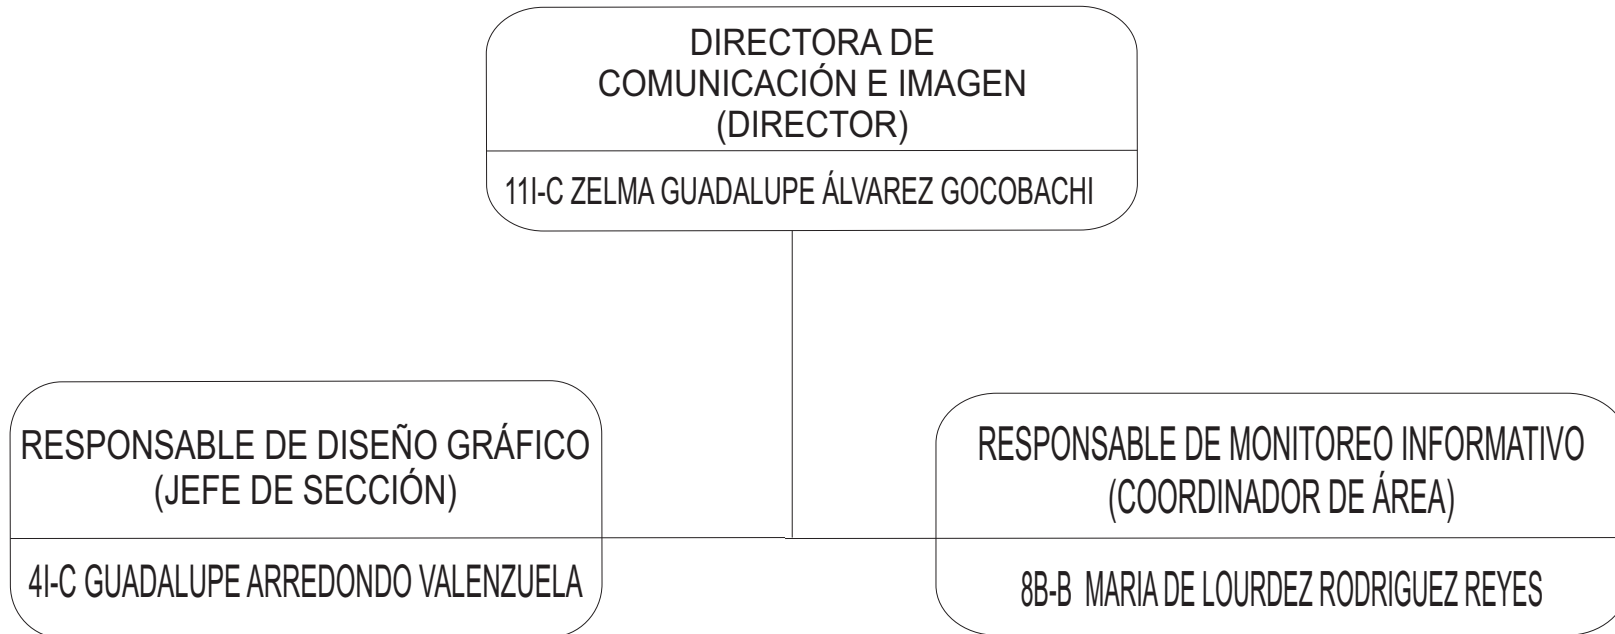 DIRECTORA DE
COMUNICACIÓN E IMAGEN
(DIRECTOR)
11I-C ZELMA GUADALUPE ÁLVAREZ GOCOBACHI
RESPONSABLE DE DISEÑO GRÁFICO
(JEFE DE SECCIÓN)
4I-C GUADALUPE ARREDONDO VALENZUELA
RESPONSABLE DE MONITOREO INFORMATIVO
(COORDINADOR DE ÁREA)
8B-B MARIA DE LOURDEZ RODRIGUEZ REYES